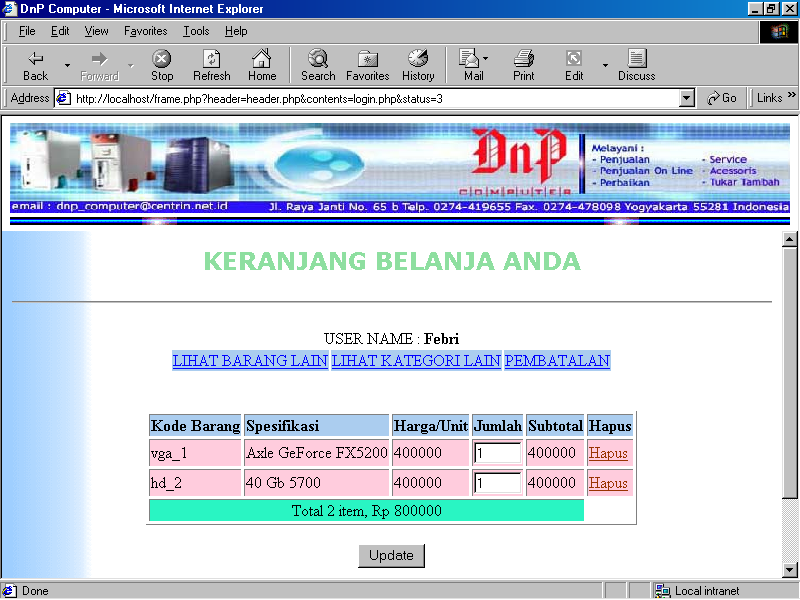 DnP Computer - Microsoft Internet Explorer
File Edit View Favorites Tools Help
Back Forward Stop Refresh Home Search Favorites History Mail Print Edit Discuss
Address http://localhost/frame.php?header=header.php&contents=login.php&status=3 Go Links »
DnP
COMPUTER
Melayani :
- Penjualan - Service
- Penjualan On Line - Acessoris
- Perbaikan - Tukar Tambah
email : dnp_computer@centrin.net.id Jl. Raya Janti No. 65 b Telp. 0274-419655 Fax. 0274-478098 Yogyakarta 55281 Indonesia
KERANJANG BELANJA ANDA
USER NAME : Febri
LIHAT BARANG LAIN LIHAT KATEGORI LAIN PEMBATALAN
Kode Barang Spesifikasi Harga/Unit Jumlah Subtotal Hapus
vga_1 Axle GeForce FX5200 400000 1 400000 Hapus
hd_2 40 Gb 5700 400000 1 400000 Hapus
Total 2 item, Rp 800000
Update
Done Local intranet